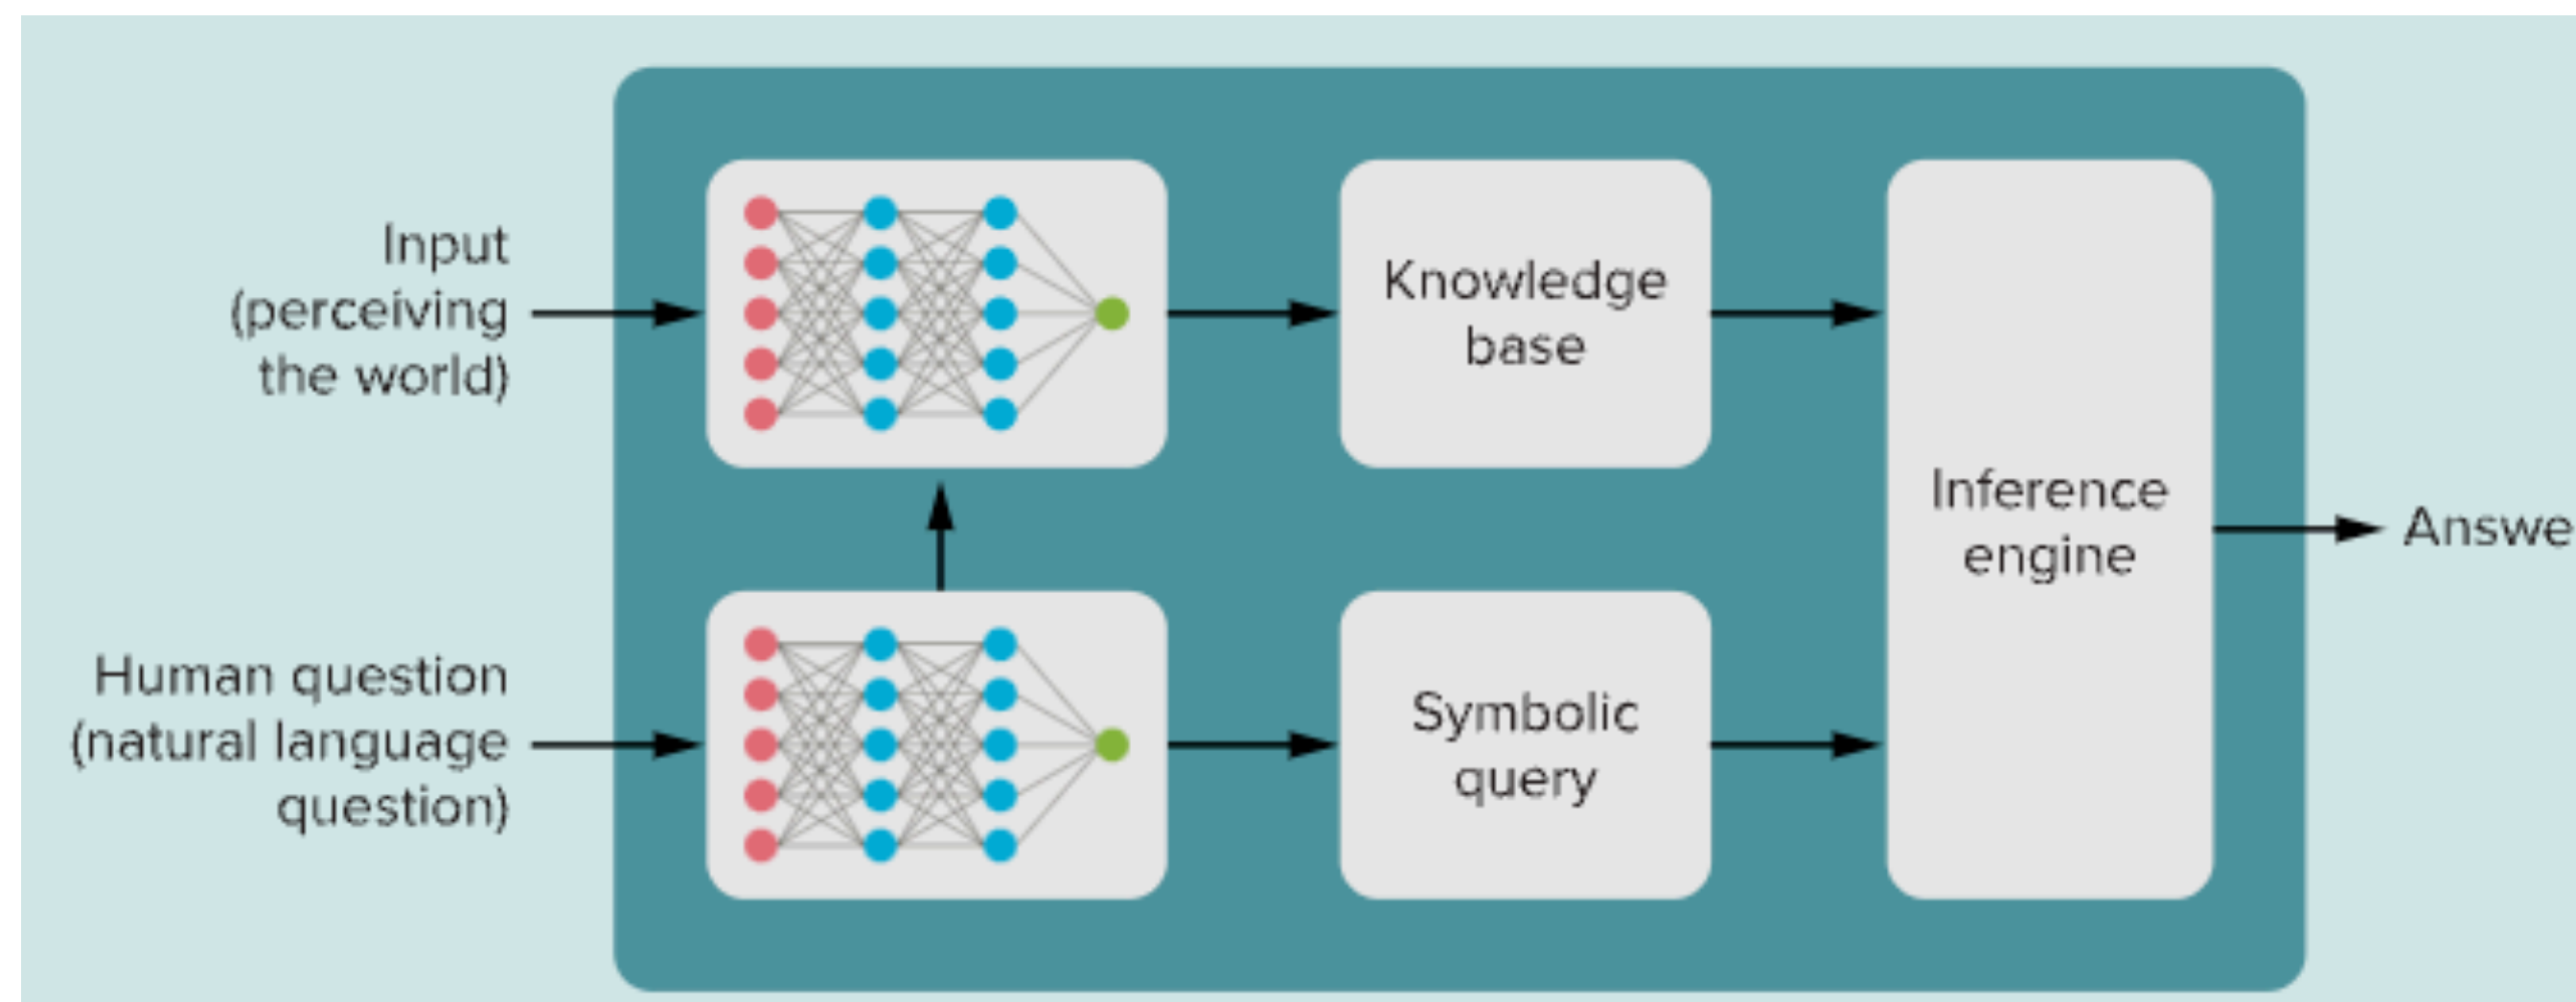 Input
(perceiving
the world)
Knowledge
base
Inference
engine
Answe
Human question
(natural language
question)
Symbolic
query